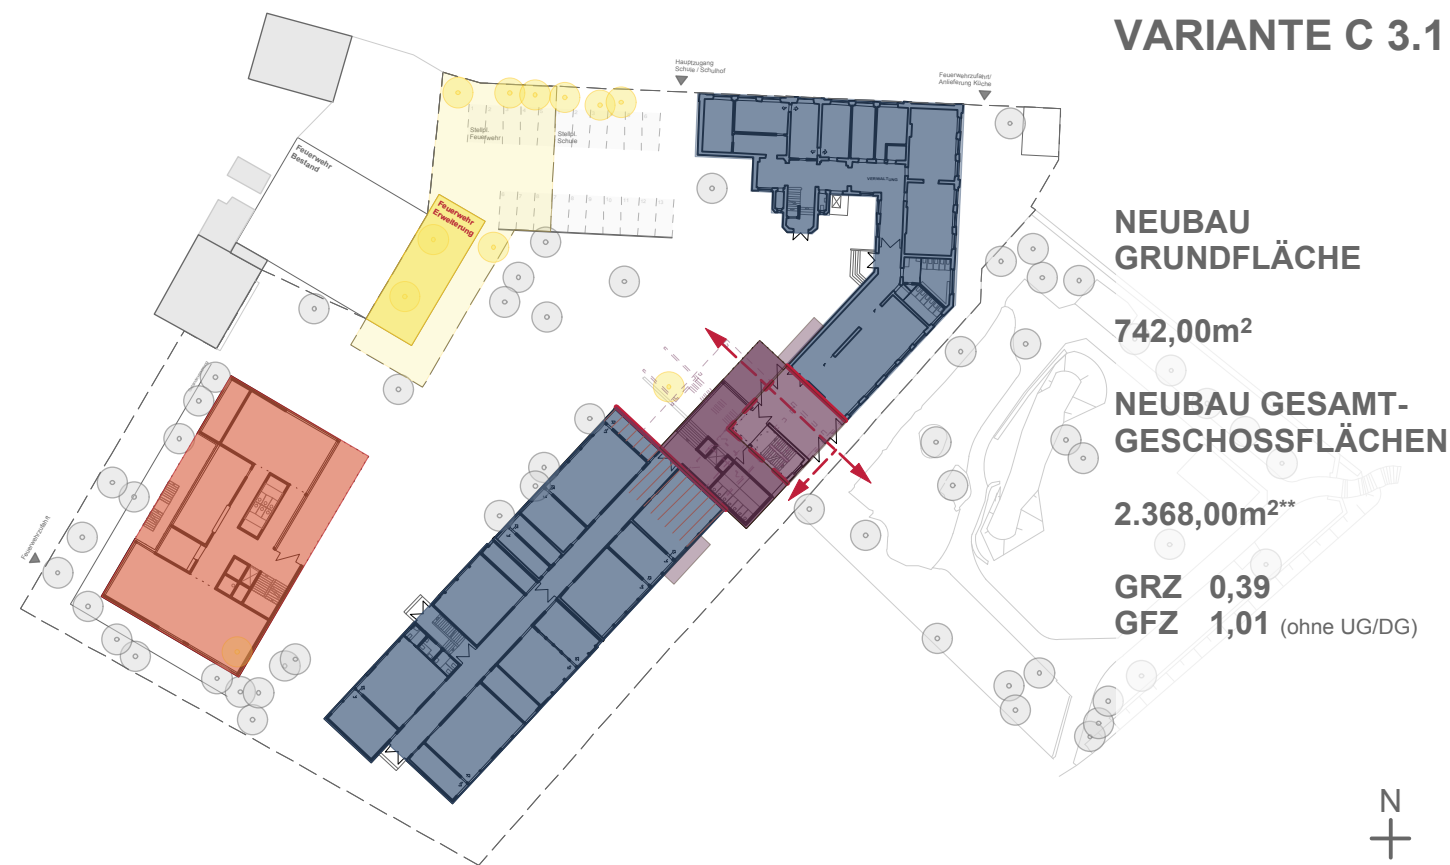 VARIANTE C 3.1
Hauptzugang
Schule / Schulhof
Feuerwehrzufahrt/
Anlieferung Küche
Stellpl.
Feuerwehr
Stellpl.
Schule
Feuerwehr
Bestand
Feuerwehr
Erweiterung
Feuerwehrzufahrt
NEUBAU
GRUNDFLÄCHE
742,00m²
NEUBAU GESAMT-
GESCHOSSFLÄCHEN
2.368,00m²**
GRZ 0,39
GFZ 1,01 (ohne UG/DG)
N